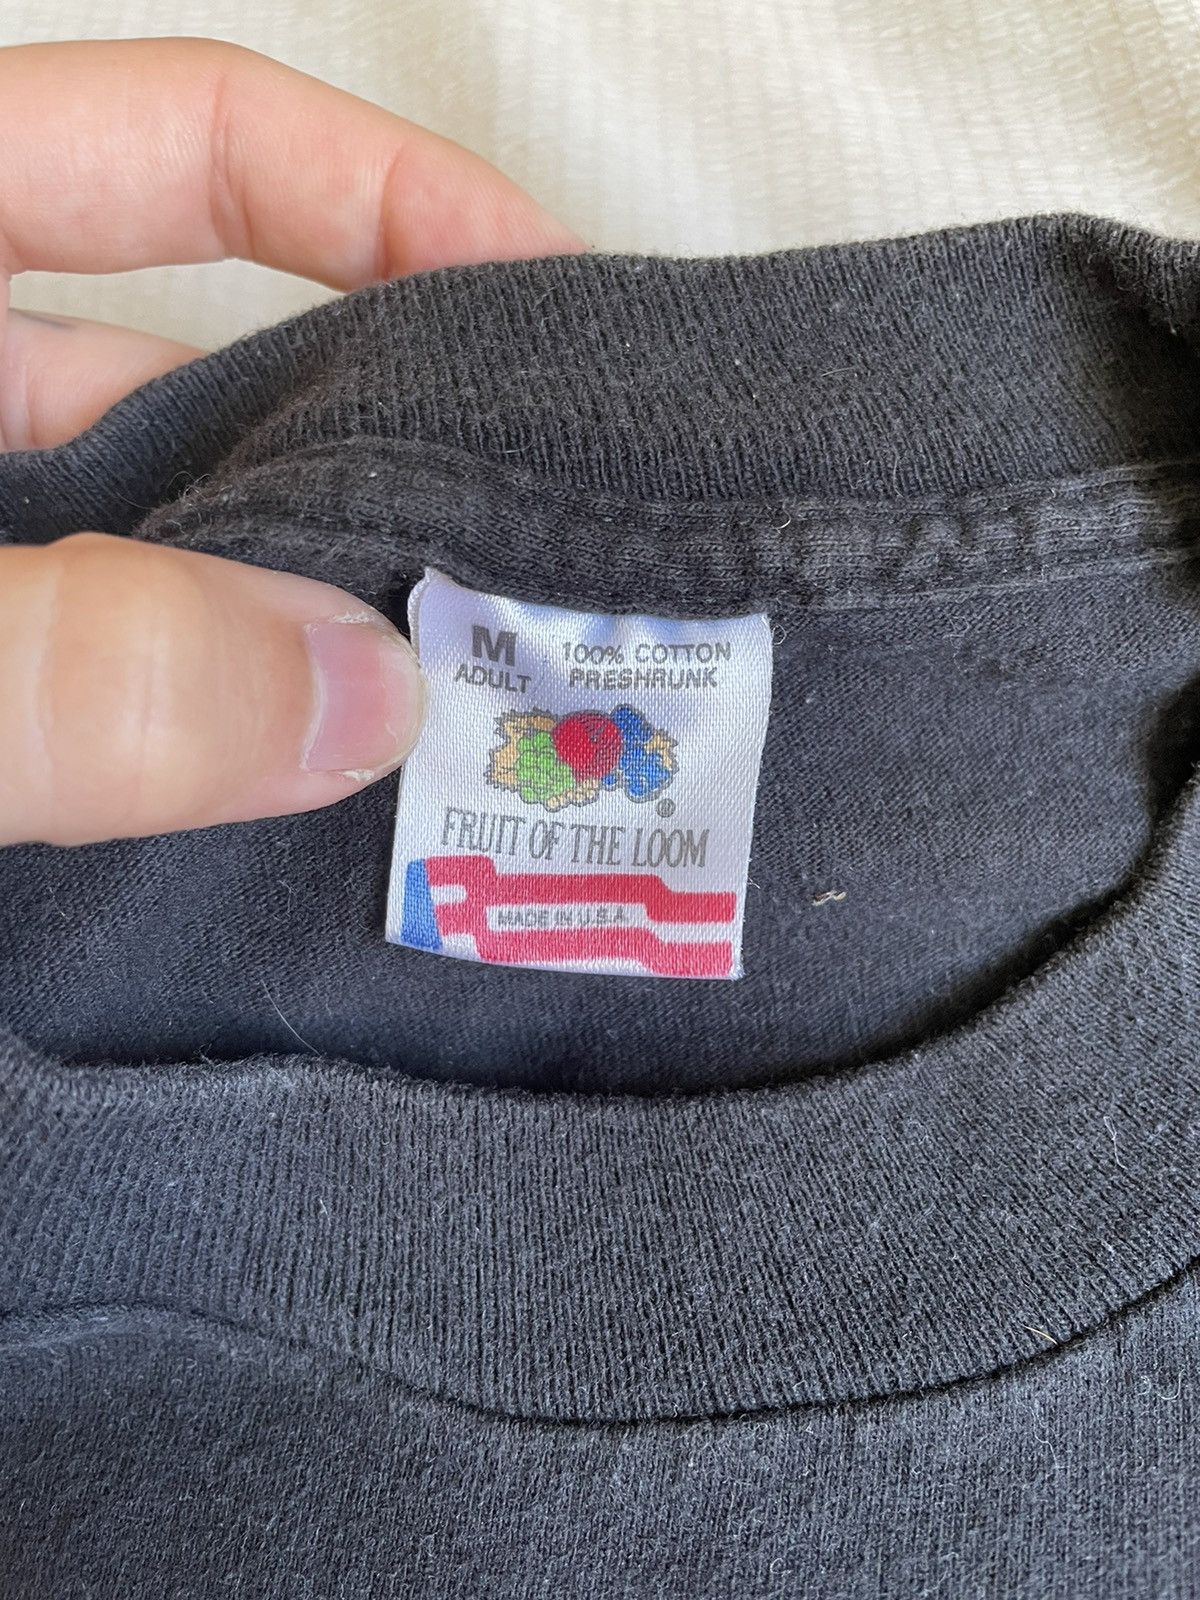 M 100% COTTON
ADULT PRESHRUNK
®
FRUIT OF THE LOOM
MADE IN U.S.A.